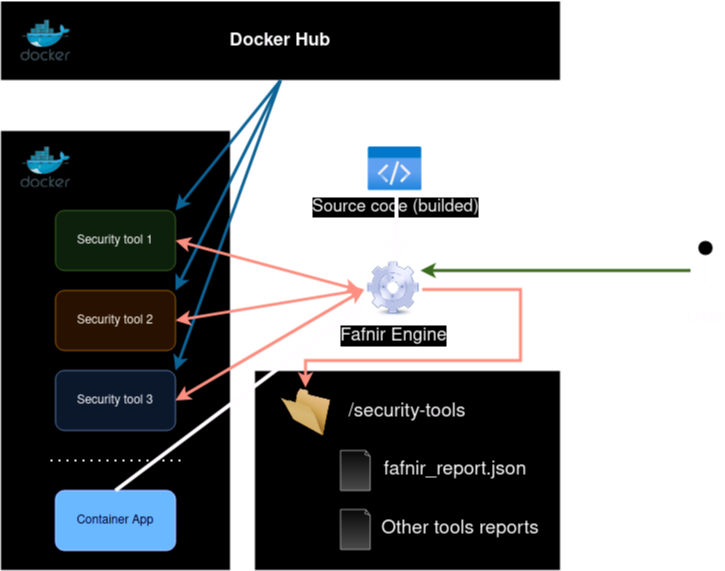 docker
Docker Hub
docker
Source code (builded)
Security tool 1
Security tool 2
Fafnir Engine
Security tool 3
/security-tools
fafnir_report.json
Container App
Other tools reports